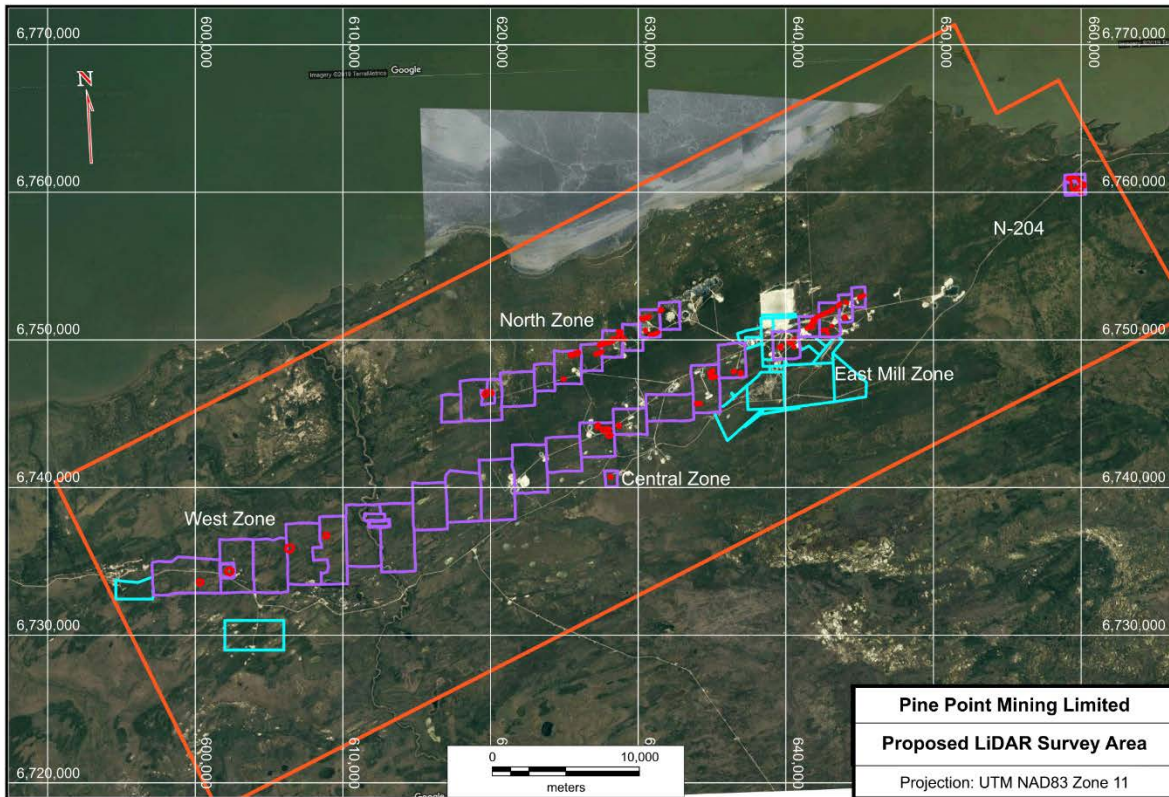 600,000
610,000
620,000
630,000
640,000
650,000
660,000
6,770,000
6,770,000
Imagery ©2018 TerraMetrics Google
N
6,760,000
6,760,000
N-204
North Zone
6,750,000
6,750,000
East Mill Zone
6,740,000
Central Zone
6,740,000
West Zone
6,730,000
6,730,000
600,000
610,000
640,000
6,720,000
0 10,000
meters
Google
Pine Point Mining Limited
Proposed LiDAR Survey Area
Projection: UTM NAD83 Zone 11